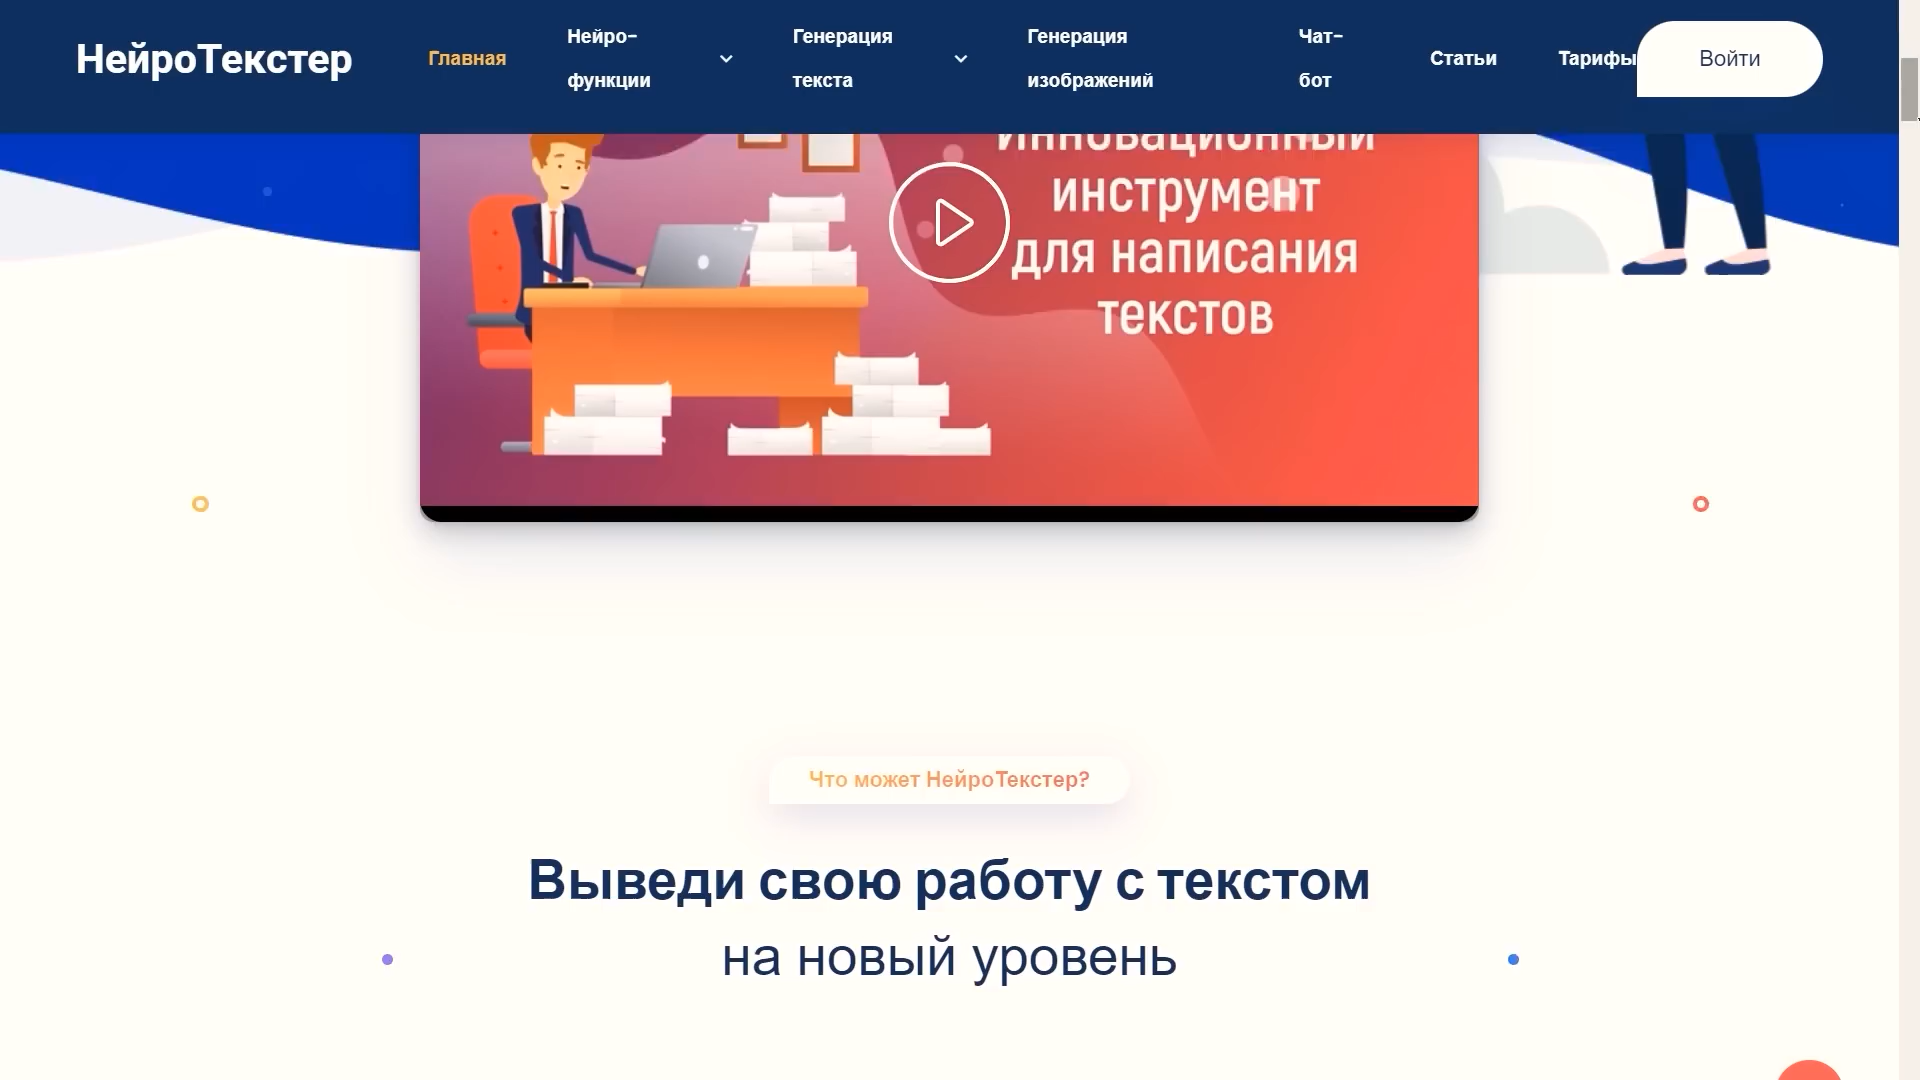 НейроТекстер
Главная
Нейро-
функции
Генерация
текста
Генерация
изображений
Чат-
бот
Статьи
Тарифы
Войти
Инновационный
инструмент
для написания
текстов
Что может НейроТекстер?
Выведи свою работу с текстом
на новый уровень